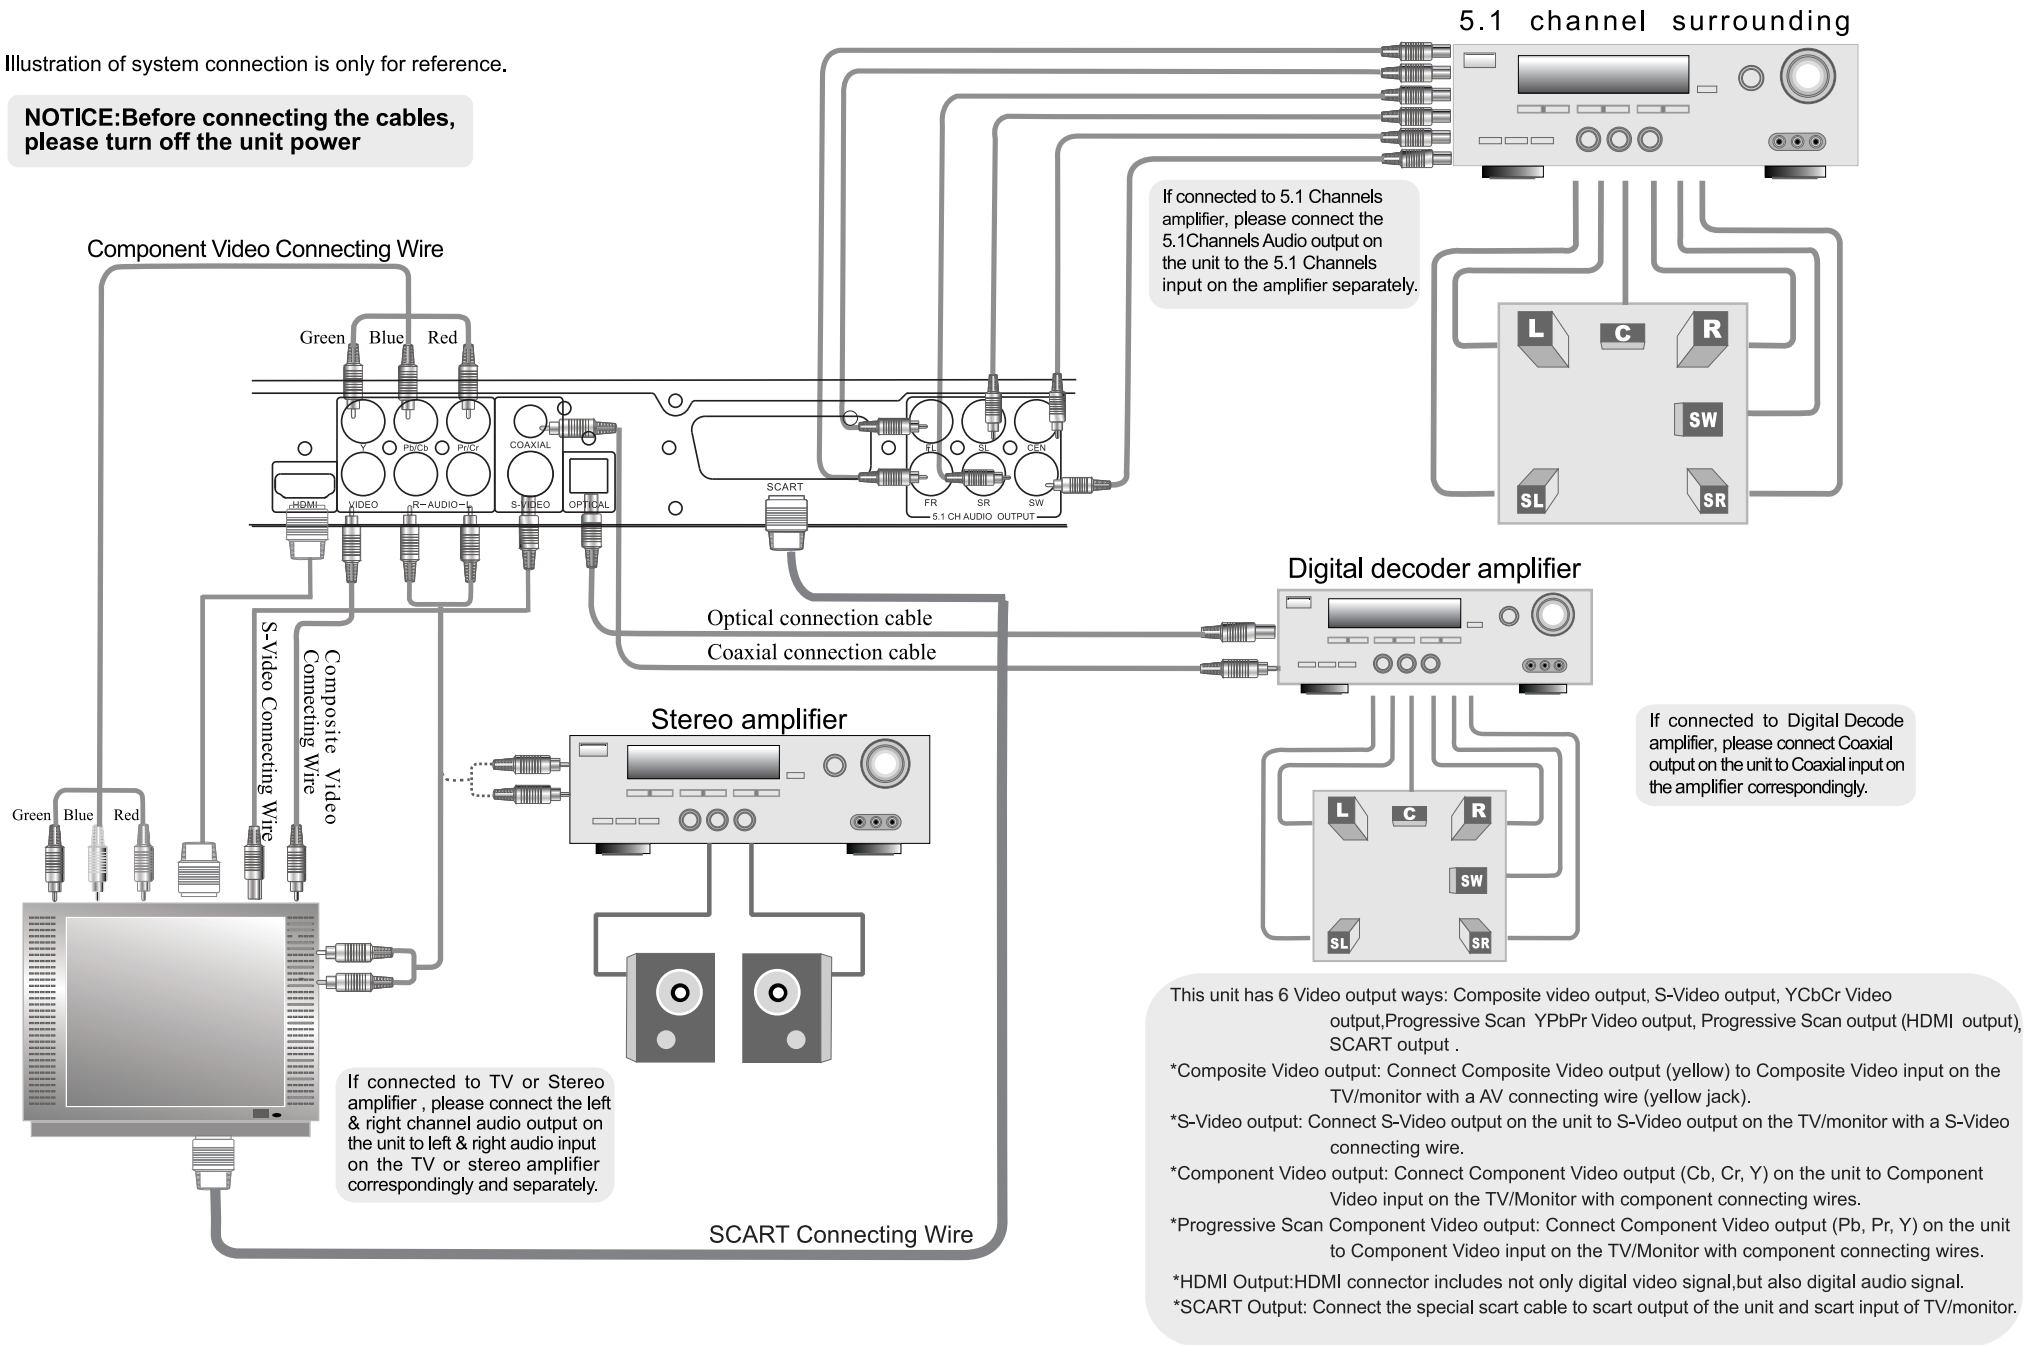 5.1 channel surrounding
Illustration of system connection is only for reference.
NOTICE:Before connecting the cables,
please turn off the unit power
If connected to 5.1 Channels
amplifier, please connect the
5.1Channels Audio output on
the unit to the 5.1 Channels
input on the amplifier separately.
Component Video Connecting Wire
Green Blue Red
L C R
SW
SL SR
COAXIAL
Y Pb/Cb Pr/Cr
FL SL CEN
SCART
HDMI VIDEO R-AUDIO-L S-VIDEO OPTICAL
FR SR SW
5.1 CH AUDIO OUTPUT
Digital decoder amplifier
Optical connection cable
Coaxial connection cable
S-Video Connecting Wire
Composite Video
Connecting Wire
Stereo amplifier
If connected to Digital Decode
amplifier, please connect Coaxial
output on the unit to Coaxial input on
the amplifier correspondingly.
Green Blue Red
L C R
SW
SL SR
If connected to TV or Stereo
amplifier , please connect the left
& right channel audio output on
the unit to left & right audio input
on the TV or stereo amplifier
correspondingly and separately.
SCART Connecting Wire
This unit has 6 Video output ways: Composite video output, S-Video output, YCbCr Video
output,Progressive Scan YPbPr Video output, Progressive Scan output (HDMI output),
SCART output .
*Composite Video output: Connect Composite Video output (yellow) to Composite Video input on the
TV/monitor with a AV connecting wire (yellow jack).
*S-Video output: Connect S-Video output on the unit to S-Video output on the TV/monitor with a S-Video
connecting wire.
*Component Video output: Connect Component Video output (Cb, Cr, Y) on the unit to Component
Video input on the TV/Monitor with component connecting wires.
*Progressive Scan Component Video output: Connect Component Video output (Pb, Pr, Y) on the unit
to Component Video input on the TV/Monitor with component connecting wires.
*HDMI Output:HDMI connector includes not only digital video signal,but also digital audio signal.
*SCART Output: Connect the special scart cable to scart output of the unit and scart input of TV/monitor.